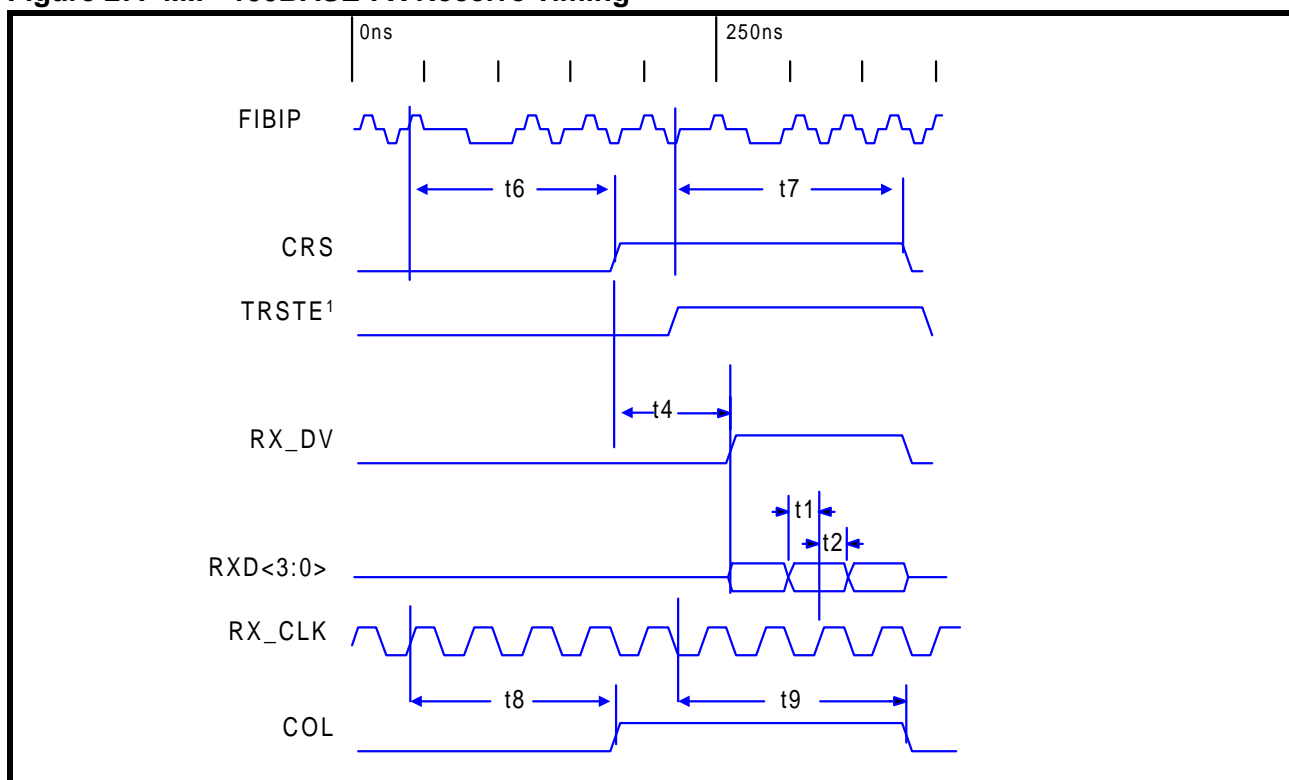 0ns
250ns
FIBIP
t6
t7
CRS
TRSTE¹
t4
RX_DV
t1
t2
RXD<3:0>
RX_CLK
t8
t9
COL